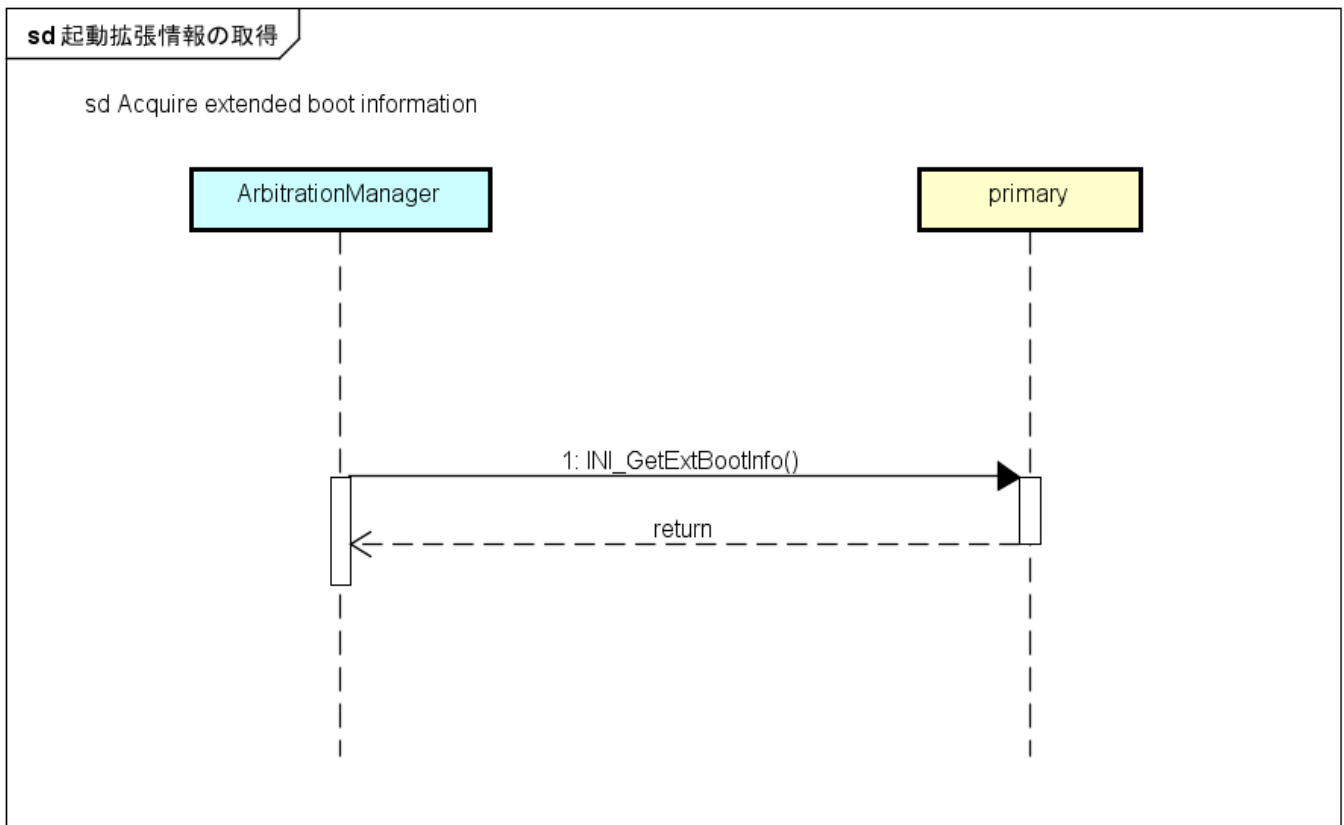 sd 起動拡張情報の取得
sd Acquire extended boot information
ArbitrationManager
primary
1: INI_GetExtBootInfo()
return